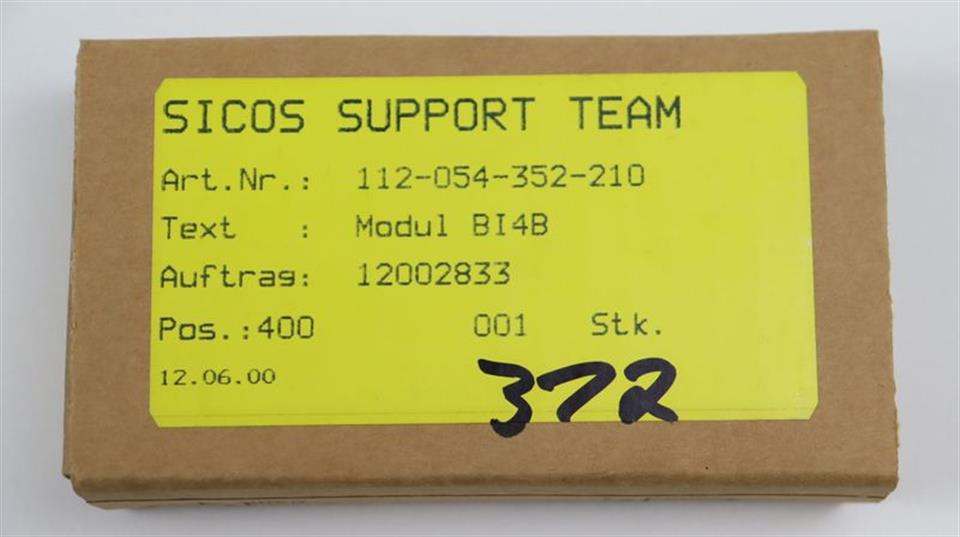 SICOS SUPPORT TEAM
Art.Nr.: 112-054-352-210
Text : Modul BI4B
Auftrag: 12002833
Pos.:400 001 Stk.
12.06.00
372